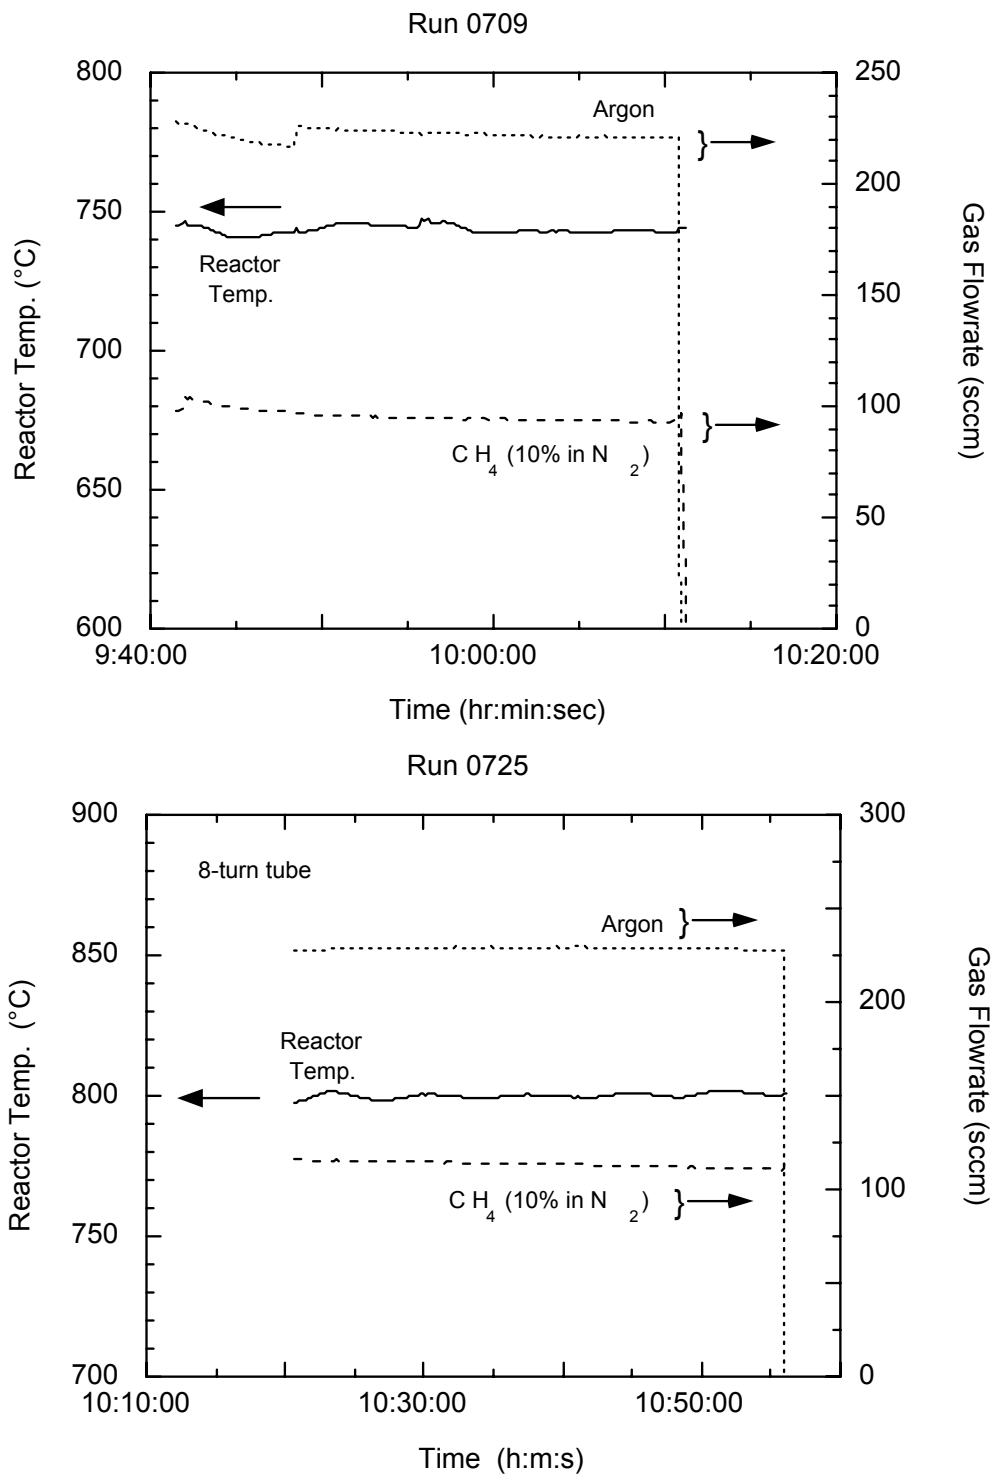 Run 0709
800
250
Argon
200
750
Reactor
Temp.
150
700
100
C H4 (10% in N 2)
650
50
600
0
9:40:00
10:00:00
10:20:00
Reactor Temp. (°C)
Gas Flowrate (sccm)
Time (hr:min:sec)
Run 0725
900
300
8-turn tube
Argon
850
200
Reactor
Temp.
800
100
C H4 (10% in N 2)
750
700
0
10:10:00
10:30:00
10:50:00
Reactor Temp. (°C)
Gas Flowrate (sccm)
Time (h:m:s)